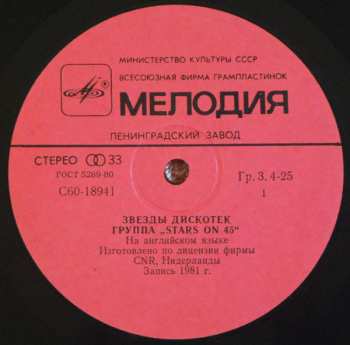 МИНИСТЕРСТВО КУЛЬТУРЫ СССР
ВСЕСОЮЗНАЯ ФИРМА ГРАМПЛАСТИНОК
МЕЛОДИЯ
ЛЕНИНГРАДСКИЙ ЗАВОД
СТЕРЕО 33
ГОСТ 5289-80
С60-18941
Гр. 3. 4-25
1
ЗВЕЗДЫ ДИСКОТЕК
ГРУППА „STARS ON 45“
На английском языке
Изготовлено по лицензии фирмы
CNR, Нидерланды
Запись 1981 г.